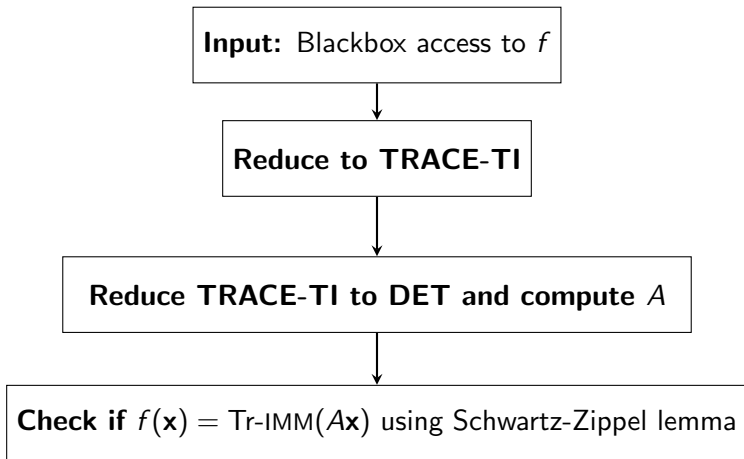 Input: Blackbox access to f
Reduce to TRACE-TI
Reduce TRACE-TI to DET and compute A
Check if f(x) = Tr-IMM(Ax) using Schwartz-Zippel lemma